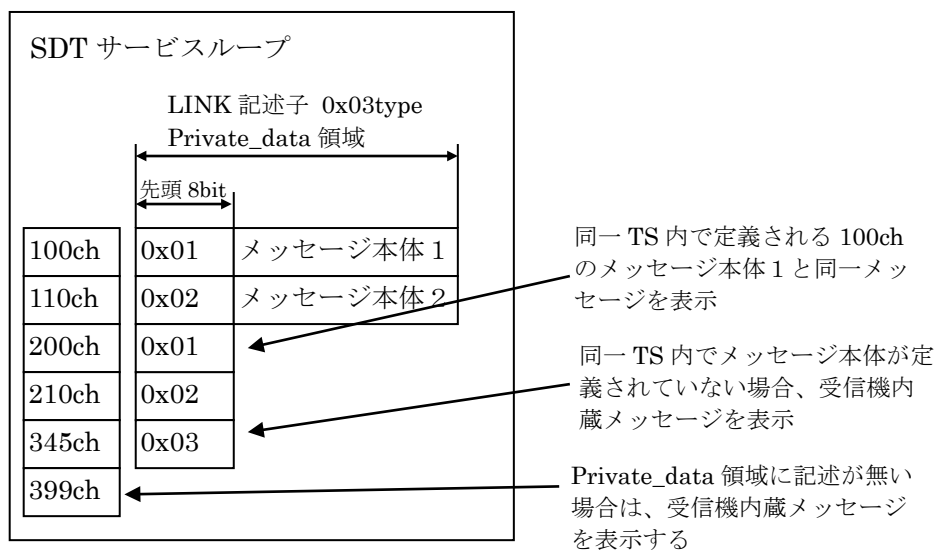 SDT サービスループ
LINK 記述子 0x03type
Private_data 領域
先頭 8bit
100ch 0x01 メッセージ本体 1
110ch 0x02 メッセージ本体 2
200ch 0x01
210ch 0x02
345ch 0x03
399ch
同一 TS 内で定義される 100ch
のメッセージ本体１と同一メッ
セージを表示
同一 TS 内でメッセージ本体が定
義されていない場合、受信機内
蔵メッセージを表示
Private_data 領域に記述が無い
場合は、受信機内蔵メッセージ
を表示する